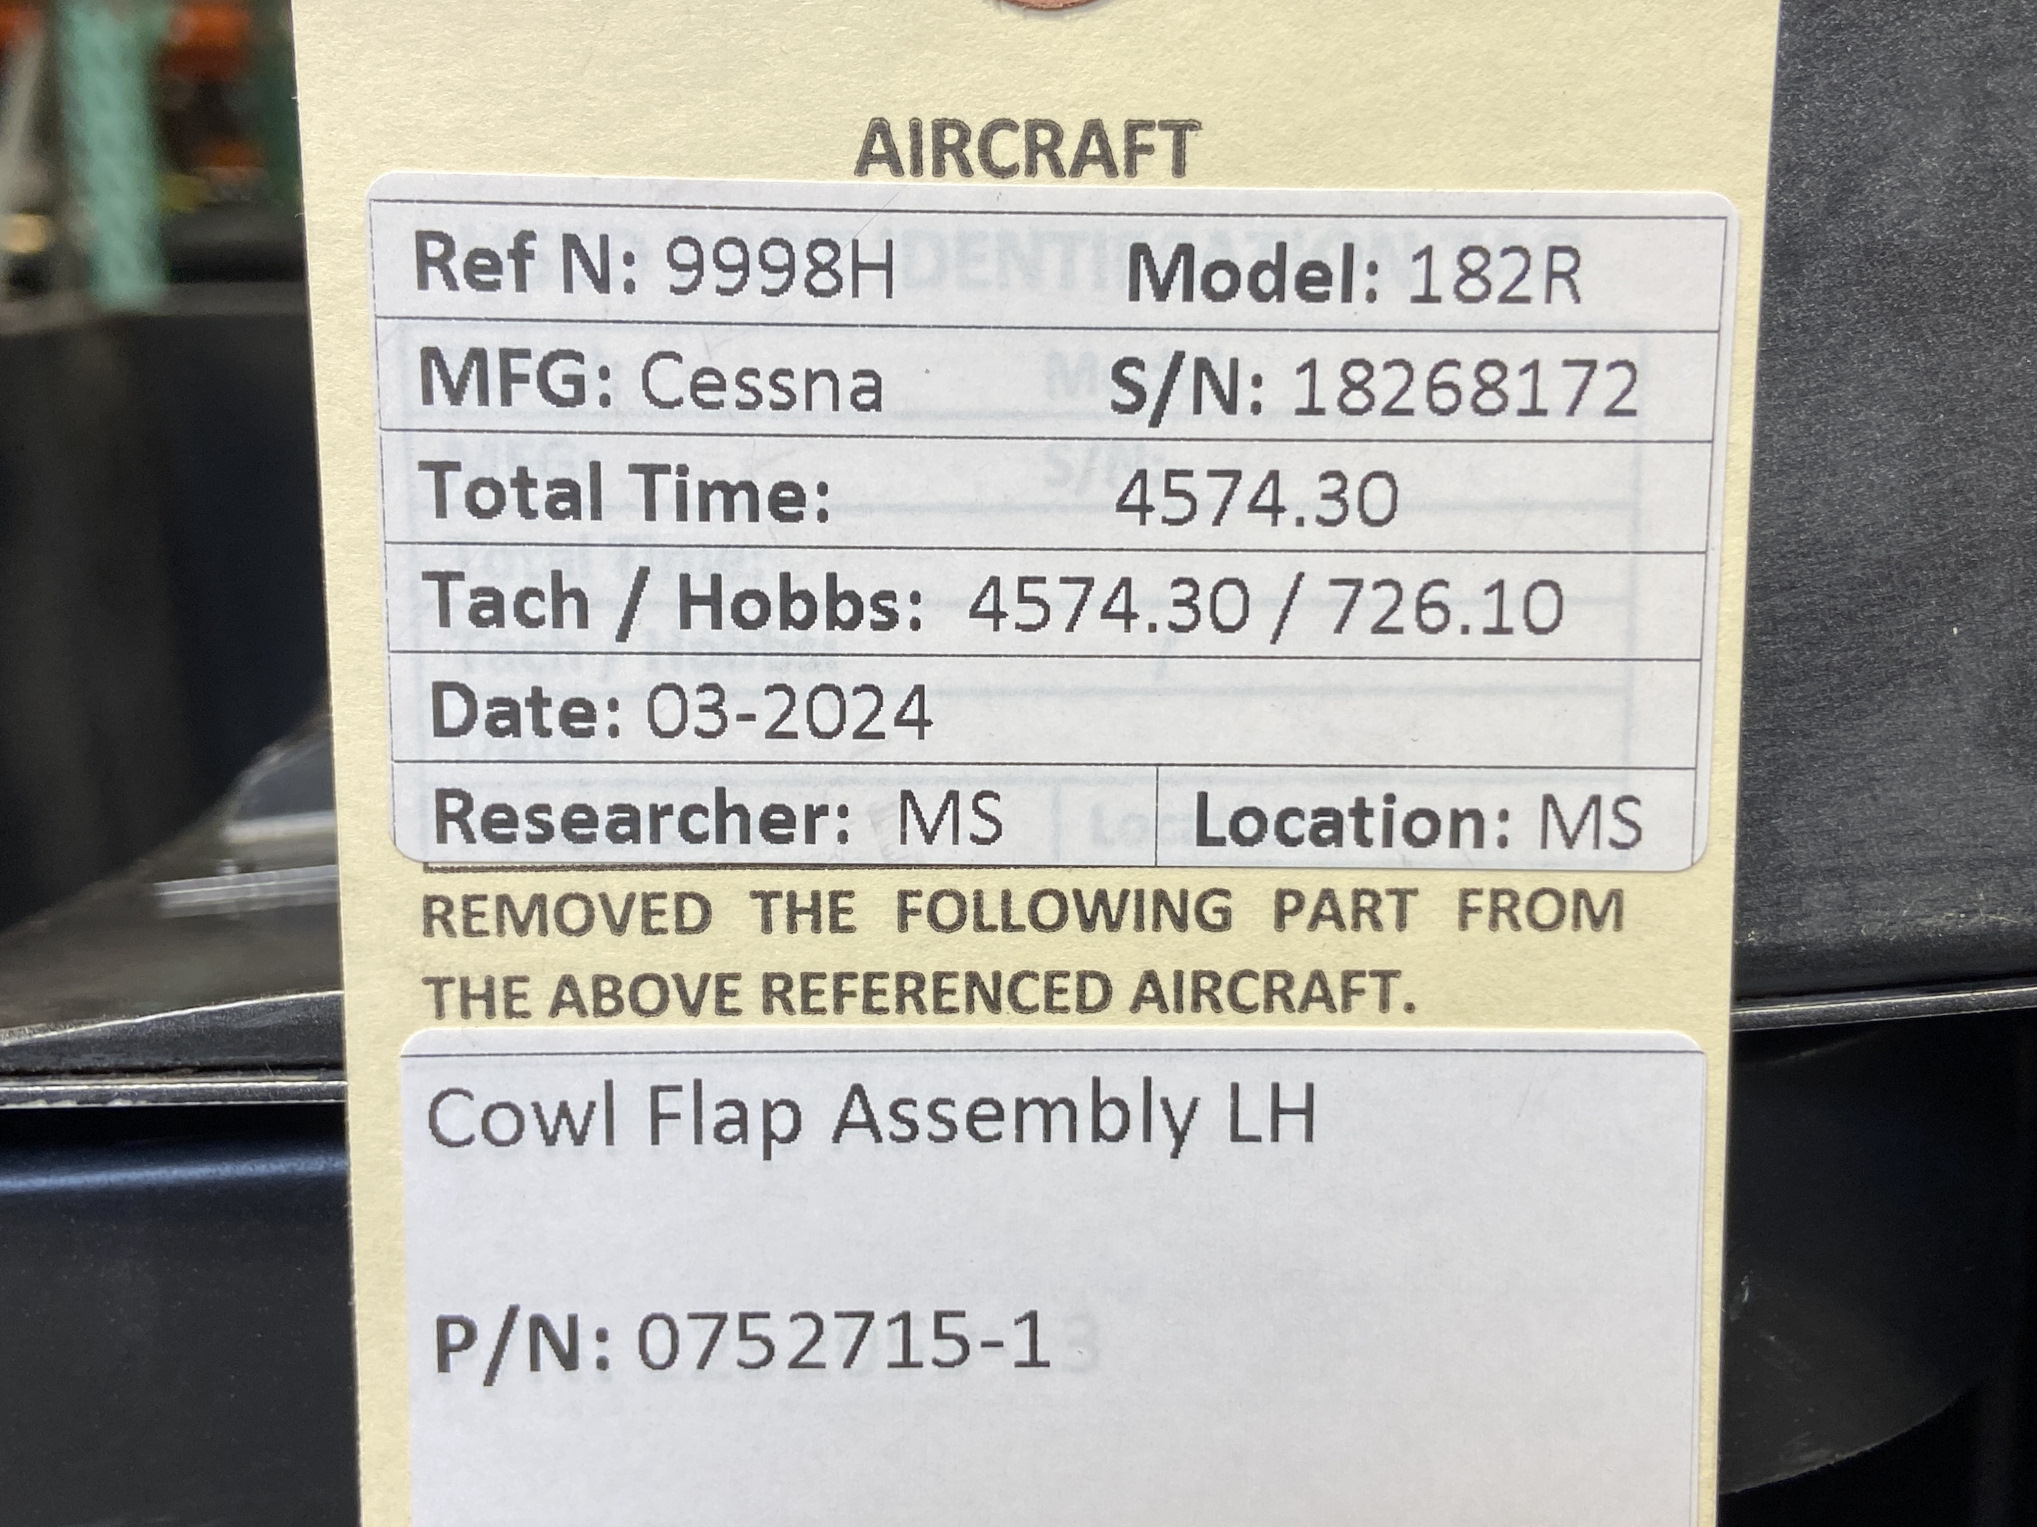 AIRCRAFT
Ref N: 9998H Model: 182R
MFG: Cessna S/N: 18268172
Total Time: 4574.30
Tach / Hobbs: 4574.30 / 726.10
Date: 03-2024
Researcher: MS Location: MS
REMOVED THE FOLLOWING PART FROM
THE ABOVE REFERENCED AIRCRAFT.
Cowl Flap Assembly LH
P/N: 0752715-1